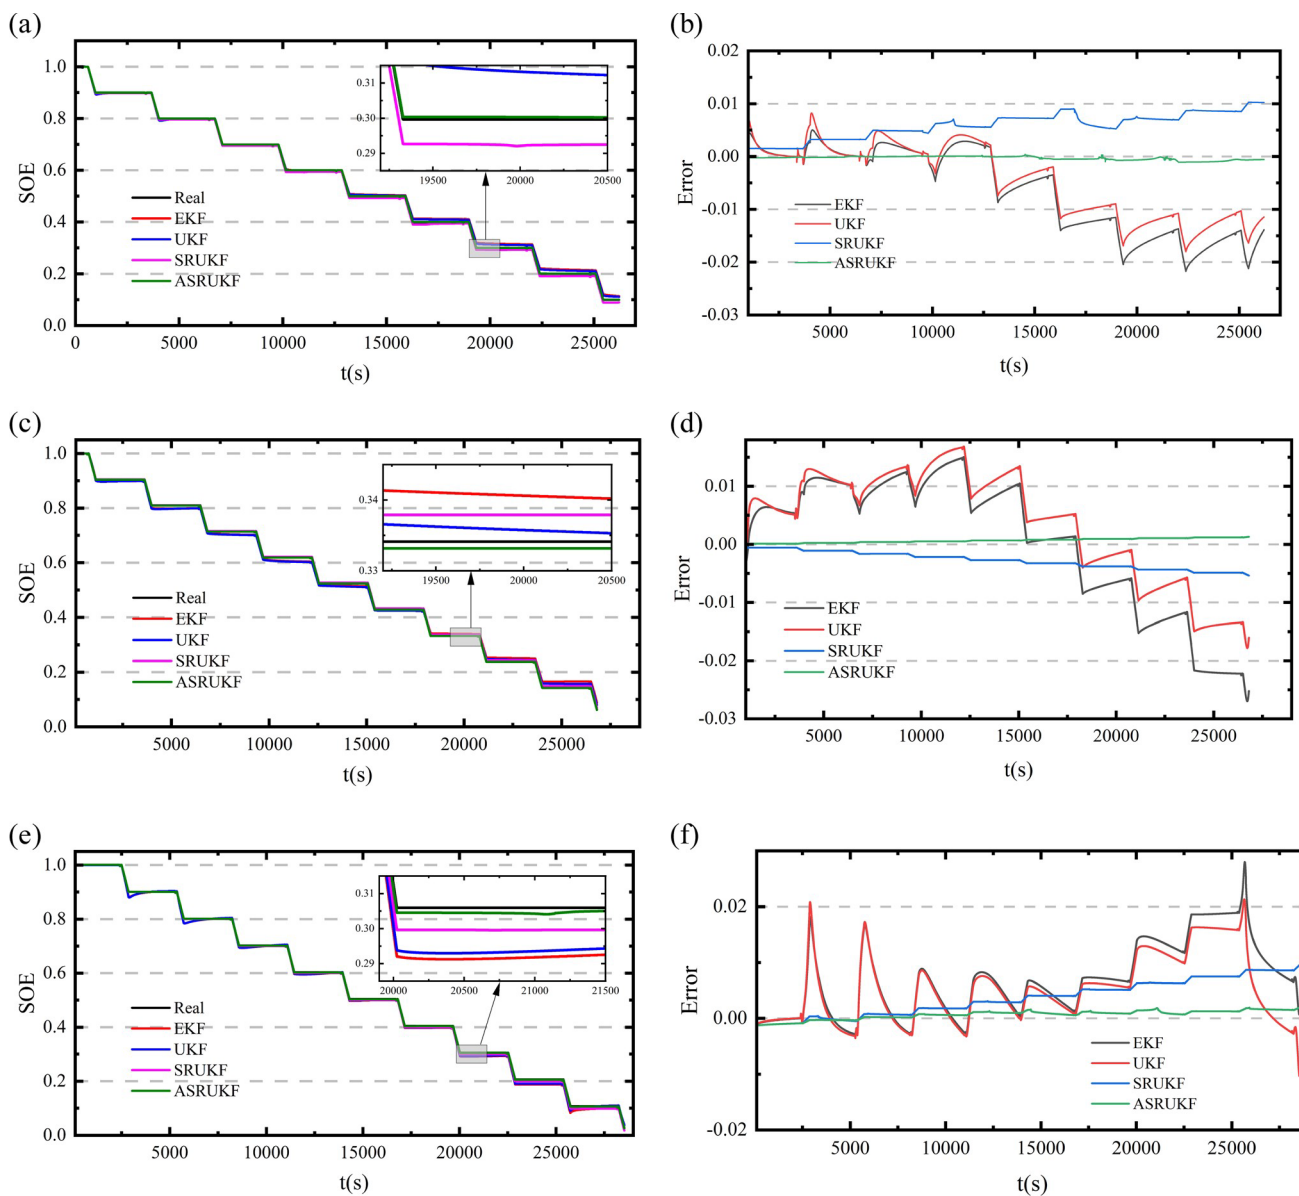 (a)
SOE
1.0
0.8
0.6
0.4
0.2
0.0
0 5000 10000 15000 20000 25000
t(s)
Real
EKF
UKF
SRUKF
ASRUKF
0.31
0.30
0.29
19500 20000 20500
(b)
Error
0.02
0.01
0.00
-0.01
-0.02
-0.03
5000 10000 15000 20000 25000
t(s)
EKF
UKF
SRUKF
ASRUKF
(c)
SOE
1.0
0.8
0.6
0.4
0.2
0.0
5000 10000 15000 20000 25000
t(s)
Real
EKF
UKF
SRUKF
ASRUKF
0.34
0.33
19500 20000 20500
(d)
Error
0.01
0.00
-0.01
-0.02
-0.03
5000 10000 15000 20000 25000
t(s)
EKF
UKF
SRUKF
ASRUKF
(e)
SOE
1.0
0.8
0.6
0.4
0.2
0.0
5000 10000 15000 20000 25000
t(s)
Real
EKF
UKF
SRUKF
ASRUKF
0.31
0.30
0.29
20000 20500 21000 21500
(f)
Error
0.02
0.00
-0.02
5000 10000 15000 20000 25000
t(s)
EKF
UKF
SRUKF
ASRUKF